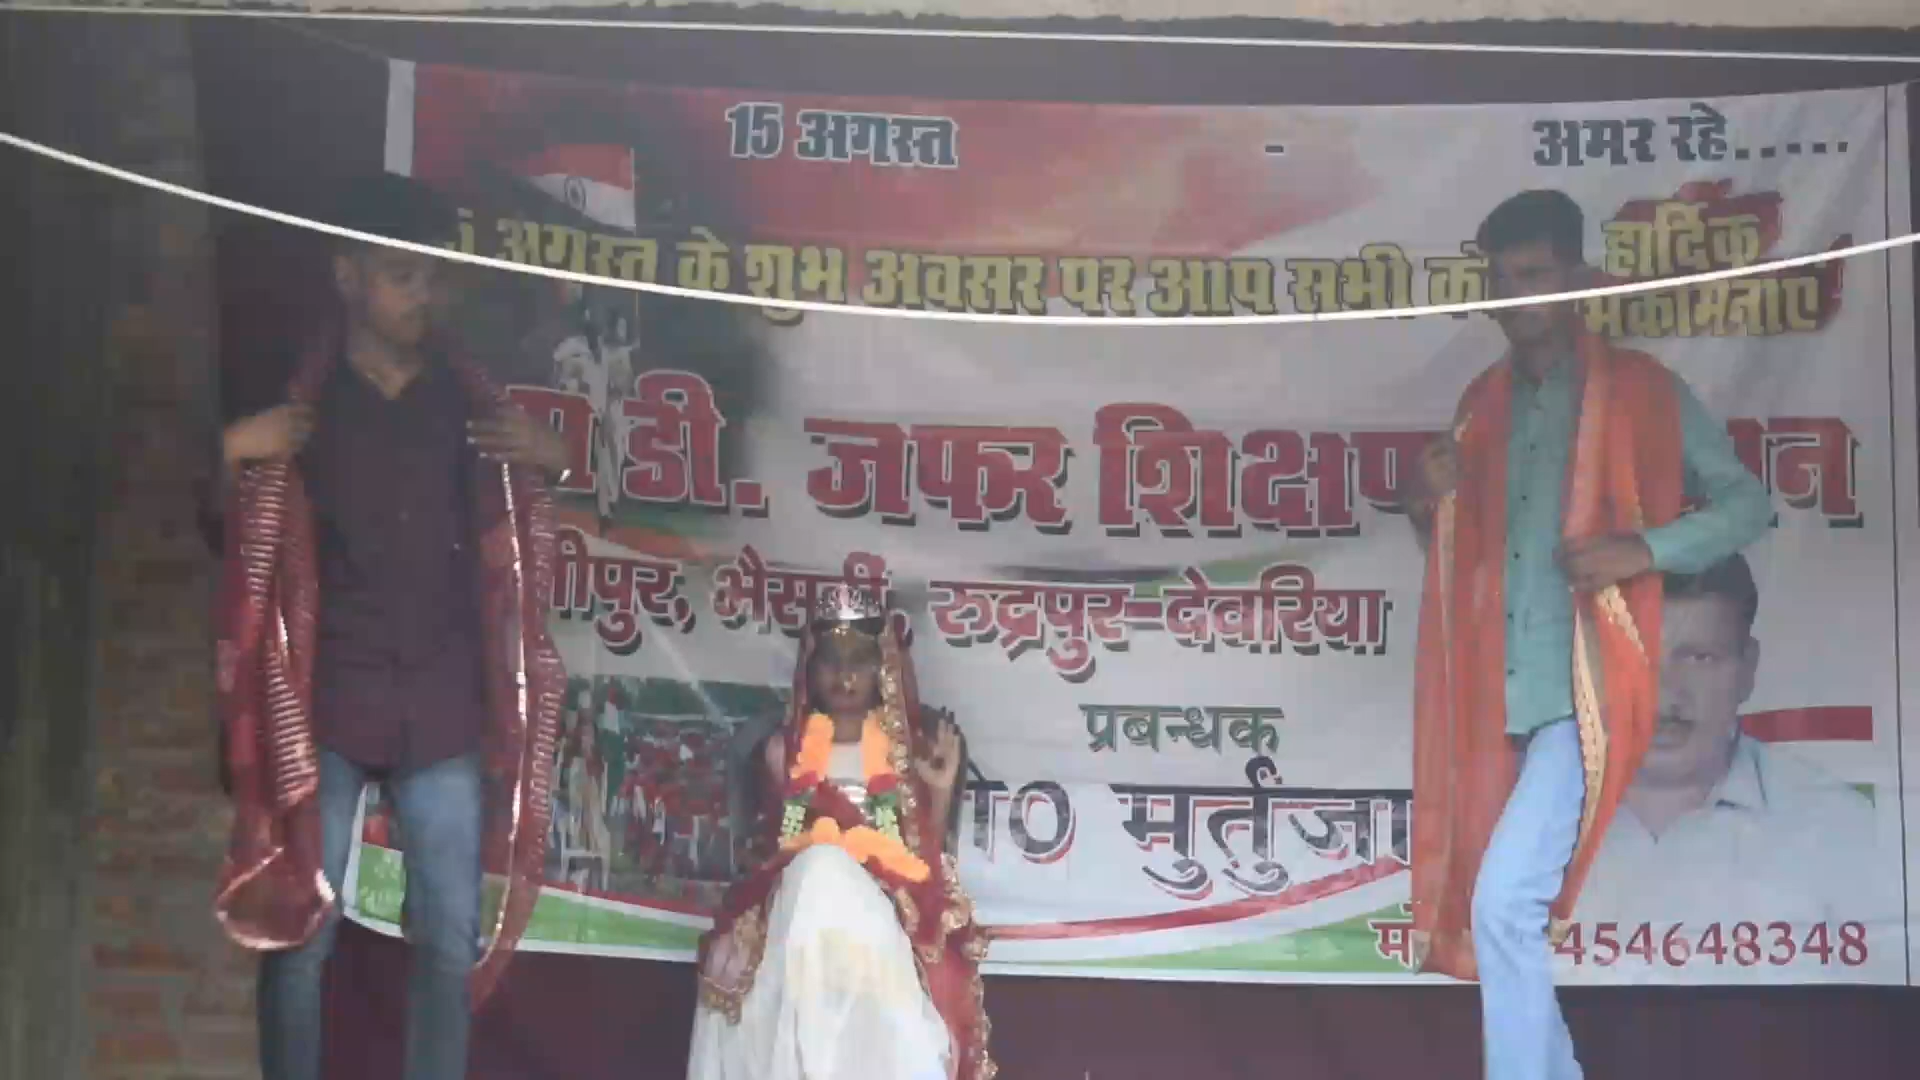 15 अगस्त - अमर रहे.....
अगस्त के शुभ अवसर पर आप सभी को हार्दिक
डी. जफर शिक्षण
भैसही, रुद्रपुर-देवरिया
प्रबन्धक
मुर्तुजा
454648348